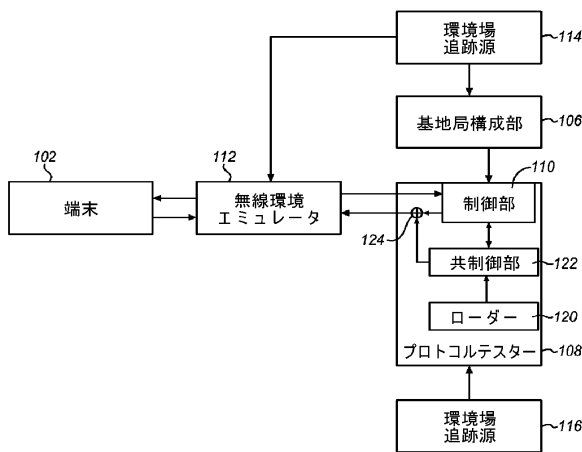 環境場
追跡源
114
基地局構成部
106
102
端末
112
無線環境
エミュレータ
110
制御部
124
共制御部
122
ローダー
120
プロトコルテスター
108
環境場
追跡源
116